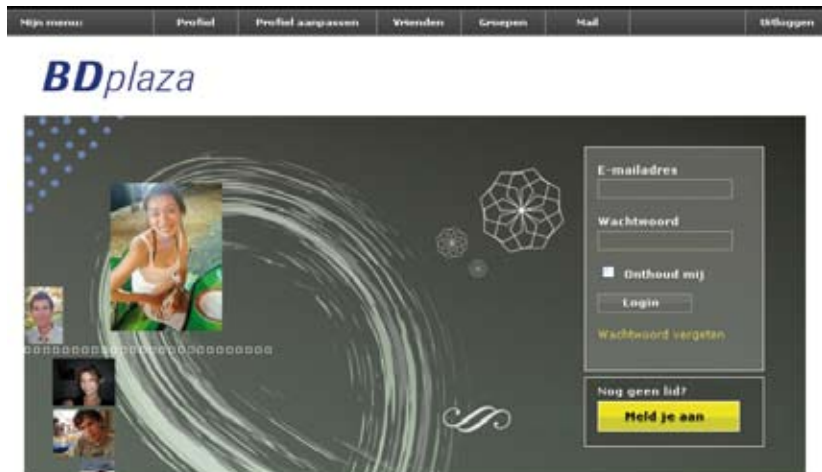 Mijn menu:
Profiel
Profiel aanpassen
Vrienden
Groepen
Mail
Uitloggen
BDplaza
E-mailadres
Wachtwoord
Onthoud mij
Login
Wachtwoord vergeten
Nog geen lid?
Meld je aan